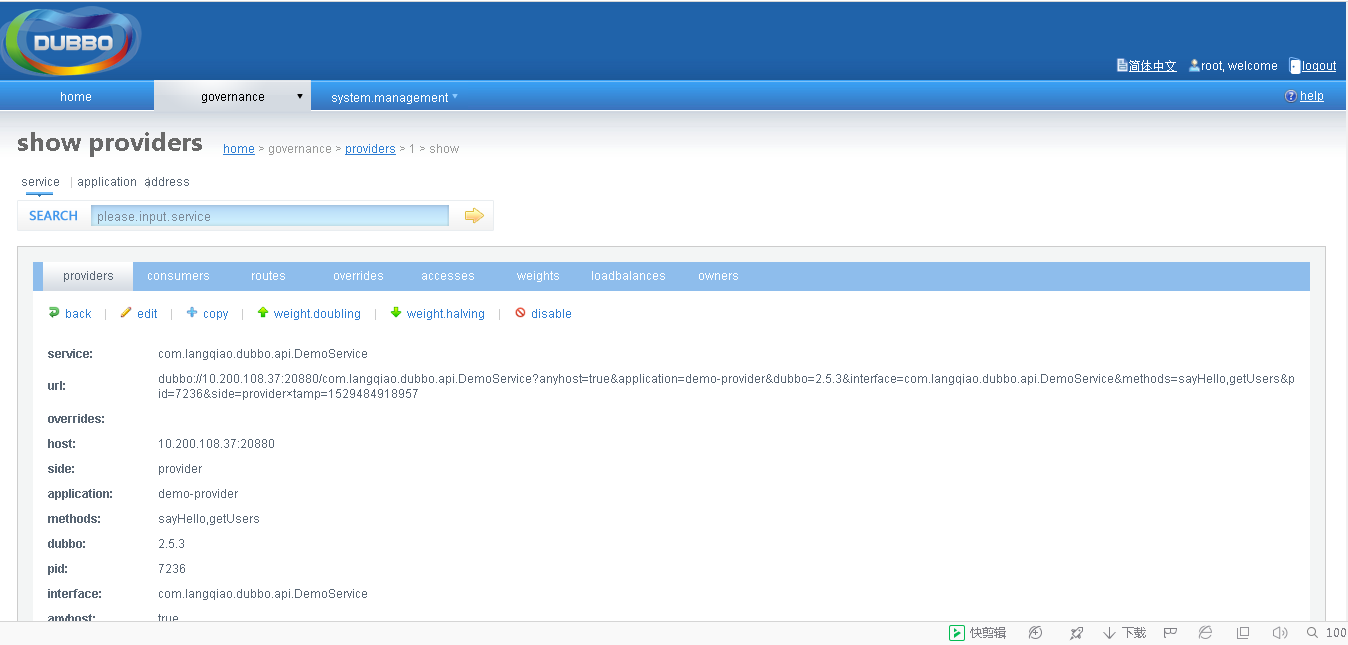 DUBBO
简体中文 root, welcome logout
home governance system.management help
show providers home > governance > providers > 1 > show
service | application address
SEARCH please.input.service
providers consumers routes overrides accesses weights loadbalances owners
back | edit | copy | weight.doubling | weight.halving | disable
service: com.langqiao.dubbo.api.DemoService
url: dubbo://10.200.108.37:20880/com.langqiao.dubbo.api.DemoService?anyhost=true&application=demo-provider&dubbo=2.5.3&interface=com.langqiao.dubbo.api.DemoService&methods=sayHello,getUsers&p
id=7236&side=provider×tamp=1529484918957
overrides:
host: 10.200.108.37:20880
side: provider
application: demo-provider
methods: sayHello,getUsers
dubbo: 2.5.3
pid: 7236
interface: com.langqiao.dubbo.api.DemoService
anyhost: true
快剪辑 下载 100